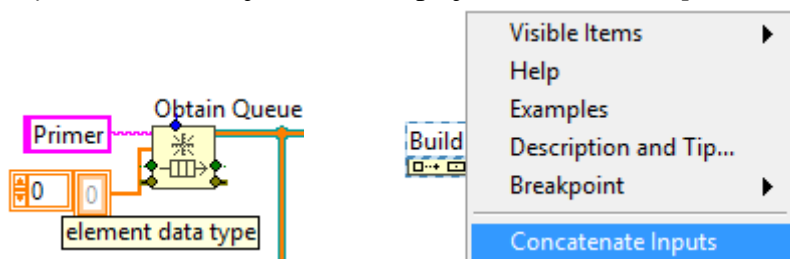 Obtain Queue
Primer
0
0
element data type
Build
Visible Items
Help
Examples
Description and Tip...
Breakpoint
Concatenate Inputs